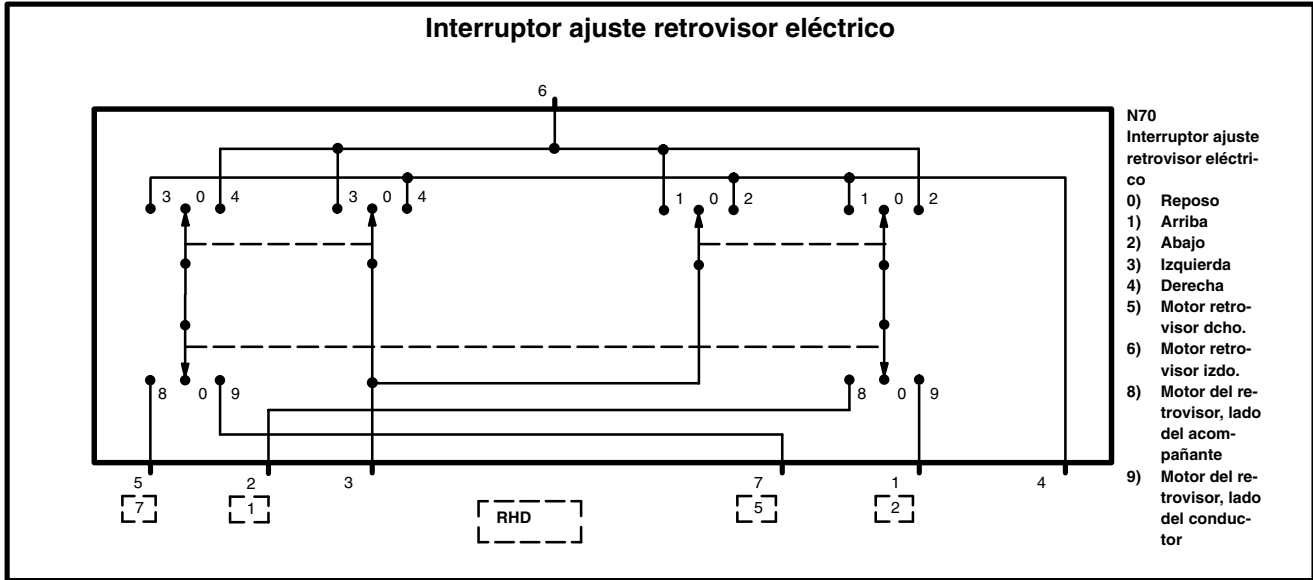 Interruptor ajuste retrovisor eléctrico
6
3 0 4 3 0 4 1 0 2 1 0 2
8 0 9 8 0 9
5 2 3 7 1 4
7 1 RHD 5 2
N70
Interruptor ajuste
retrovisor eléctri-
co
0) Reposo
1) Arriba
2) Abajo
3) Izquierda
4) Derecha
5) Motor retro-
visor dcho.
6) Motor retro-
visor izdo.
8) Motor del re-
trovisor, lado
del acom-
pañante
9) Motor del re-
trovisor, lado
del conduc-
tor